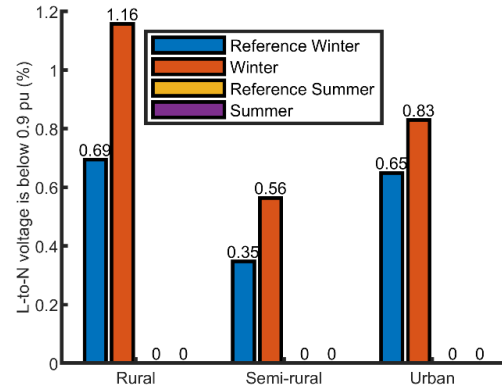 L-to-N voltage is below 0.9 pu (%)
1.2
1
0.8
0.6
0.4
0.2
0
Reference Winter
Winter
Reference Summer
Summer
0.69
1.16
0
0
0.35
0.56
0
0
0.65
0.83
0
0
Rural
Semi-rural
Urban